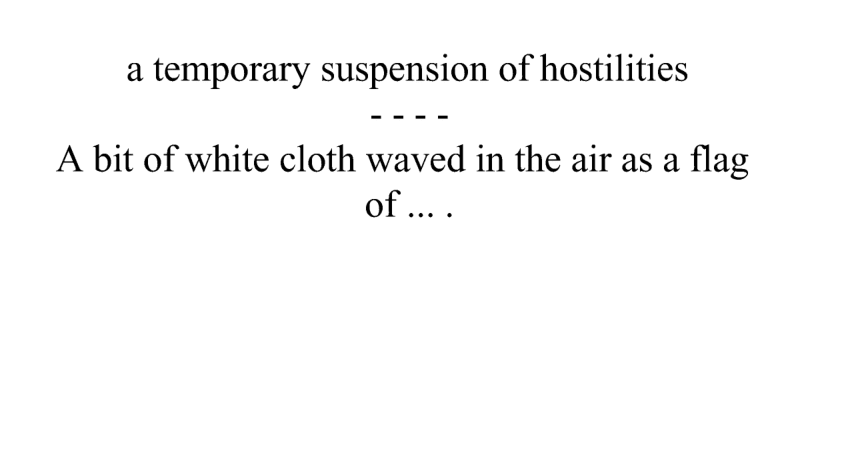 a temporary suspension of hostilities
- - - -
A bit of white cloth waved in the air as a flag
of ... .